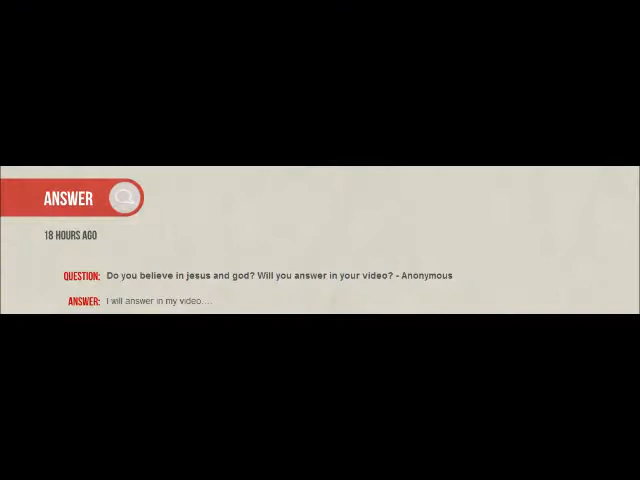 ANSWER
18 HOURS AGO
QUESTION: Do you believe in jesus and god? Will you answer in your video? - Anonymous
ANSWER: I will answer in my video....